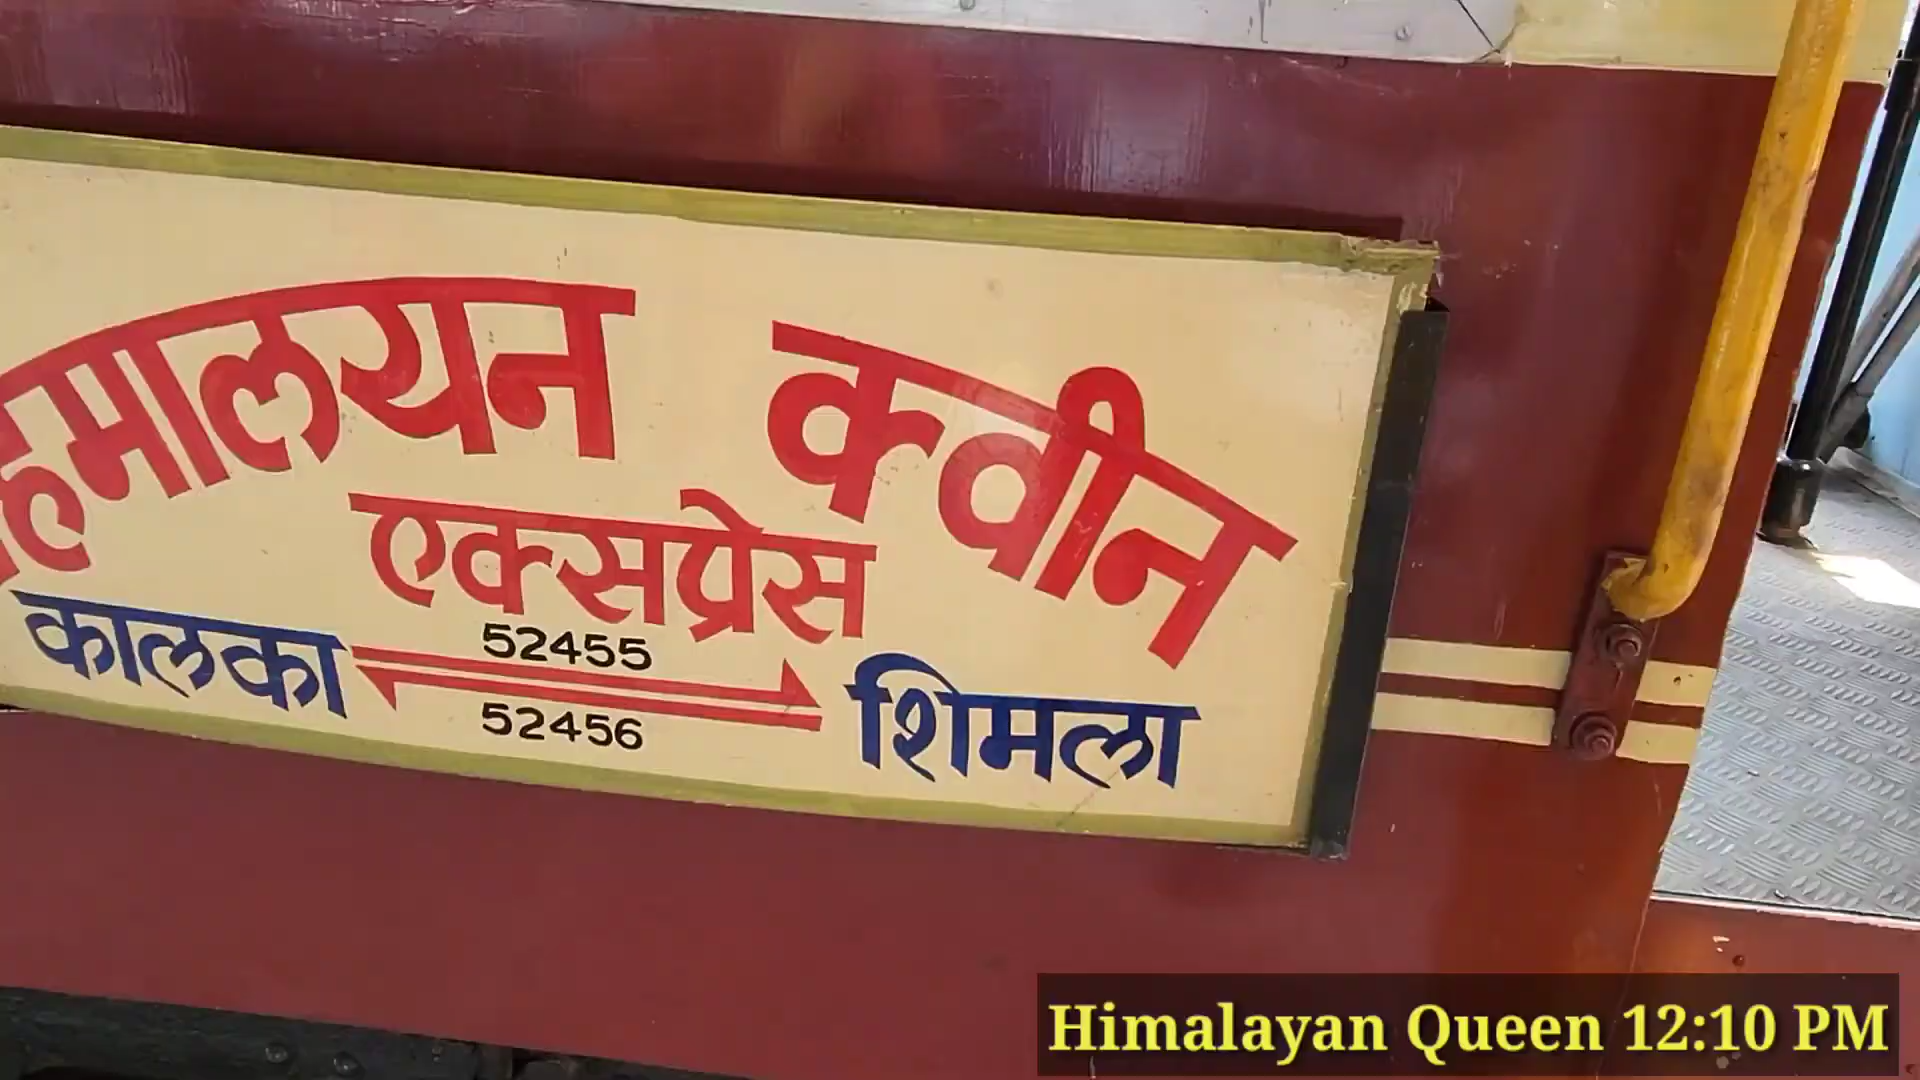 हिमालयन क्वीन
एक्सप्रेस
52455
कालका शिमला
52456
Himalayan Queen 12:10 PM